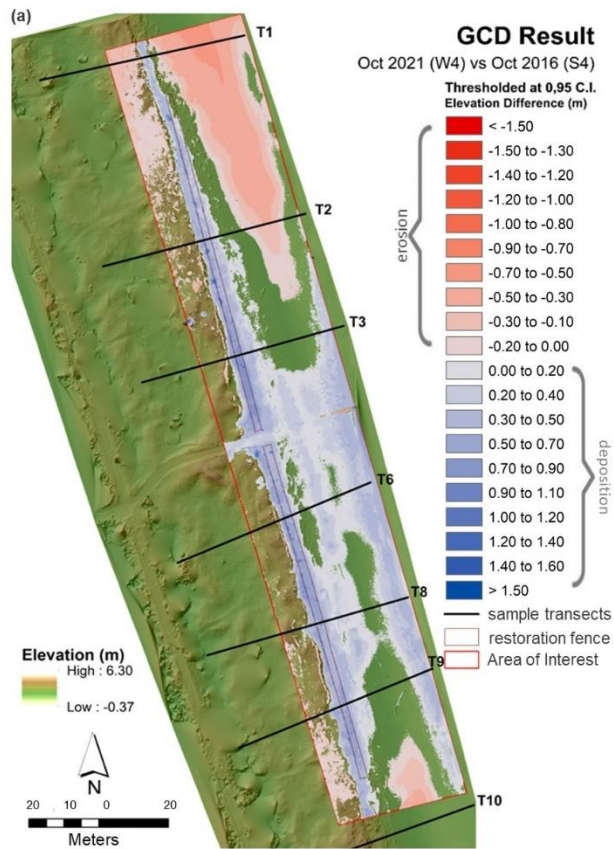 (a)
GCD Result
Oct 2021 (W4) vs Oct 2016 (S4)
Thresholded at 0,95 C.I.
Elevation Difference (m)
< -1.50
-1.50 to -1.30
-1.40 to -1.20
-1.20 to -1.00
-1.00 to -0.80
-0.90 to -0.70
-0.70 to -0.50
-0.50 to -0.30
-0.30 to -0.10
-0.20 to 0.00
0.00 to 0.20
0.20 to 0.40
0.30 to 0.50
0.50 to 0.70
0.70 to 0.90
0.90 to 1.10
1.00 to 1.20
1.20 to 1.40
1.40 to 1.60
> 1.50
erosion
deposition
sample transects
restoration fence
Area of Interest
T1
T2
T3
T6
T8
T9
T10
Elevation (m)
High : 6.30
Low : -0.37
N
20 10 0 20
Meters